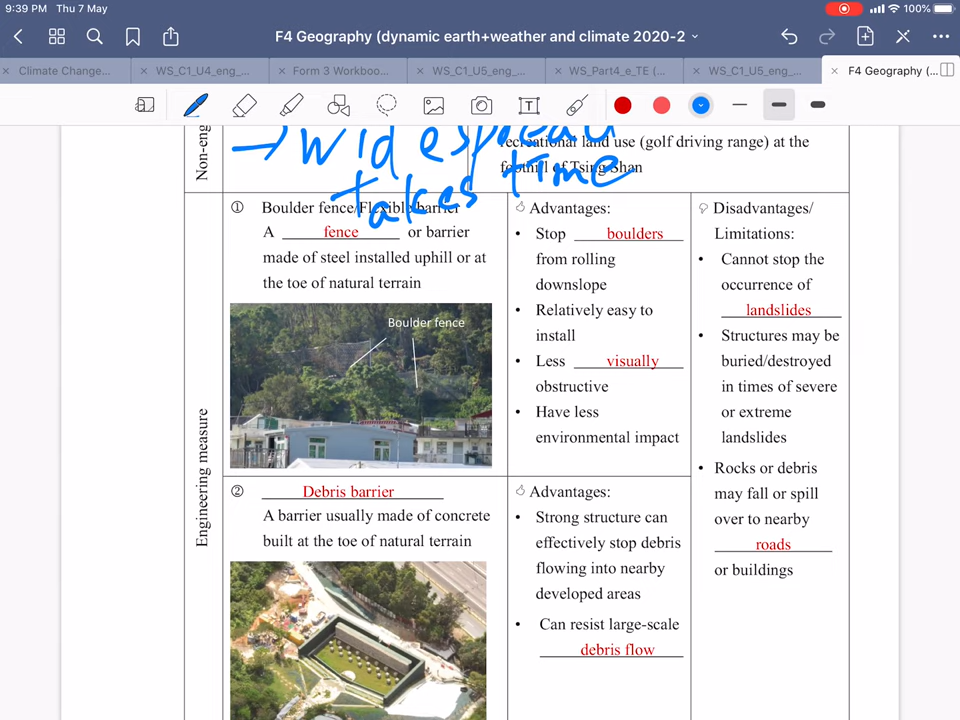 9:39 PM Thu 7 May
100%
F4 Geography (dynamic earth+weather and climate 2020-2
Climate Change...
WS_C1_U4_eng_...
Form 3 Workboo...
WS_C1_U5_eng_...
WS_Part4_e_TE (...
WS_C1_U5_eng_...
F4 Geography (...
T
Non-eng
→ widespread
takes time
recreational land use (golf driving range) at the
foothill of Tsing Shan
① Boulder fence/Flexible barrier
A fence or barrier
made of steel installed uphill or at
the toe of natural terrain
Boulder fence
Advantages:
• Stop boulders
from rolling
downslope
• Relatively easy to
install
• Less visually
obstructive
• Have less
environmental impact
Disadvantages/
Limitations:
• Cannot stop the
occurrence of
landslides
• Structures may be
buried/destroyed
in times of severe
or extreme
landslides
• Rocks or debris
may fall or spill
over to nearby
roads
or buildings
Engineering measure
② Debris barrier
A barrier usually made of concrete
built at the toe of natural terrain
Advantages:
• Strong structure can
effectively stop debris
flowing into nearby
developed areas
• Can resist large-scale
debris flow